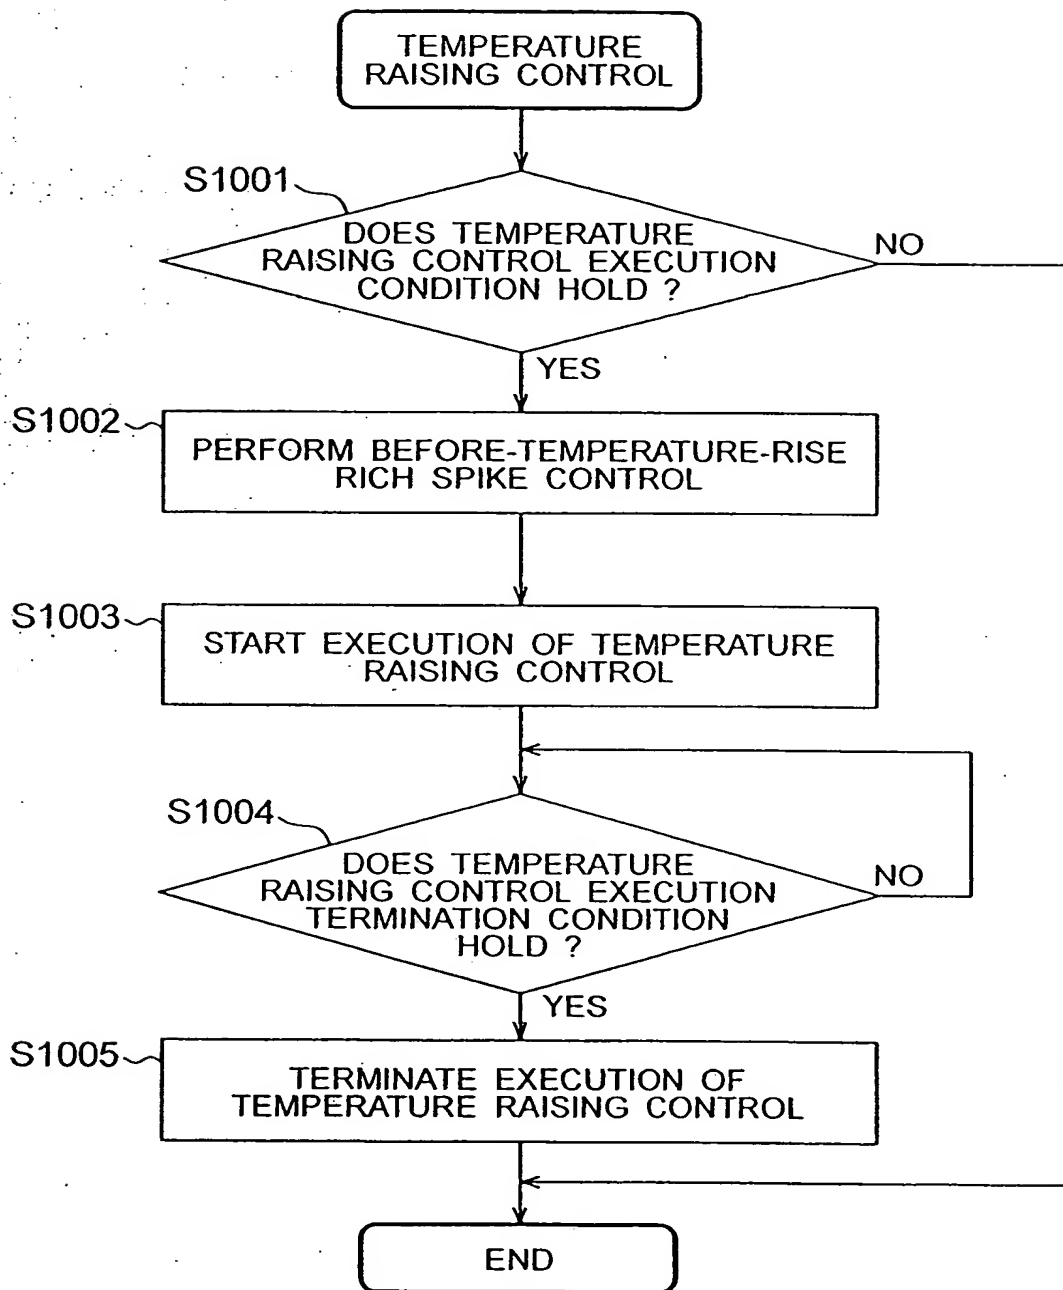 TEMPERATURE
RAISING CONTROL
S1001
DOES TEMPERATURE
RAISING CONTROL EXECUTION
CONDITION HOLD ?
NO
YES
S1002
PERFORM BEFORE-TEMPERATURE-RISE
RICH SPIKE CONTROL
S1003
START EXECUTION OF TEMPERATURE
RAISING CONTROL
S1004
DOES TEMPERATURE
RAISING CONTROL EXECUTION
TERMINATION CONDITION
HOLD ?
NO
YES
S1005
TERMINATE EXECUTION OF
TEMPERATURE RAISING CONTROL
END